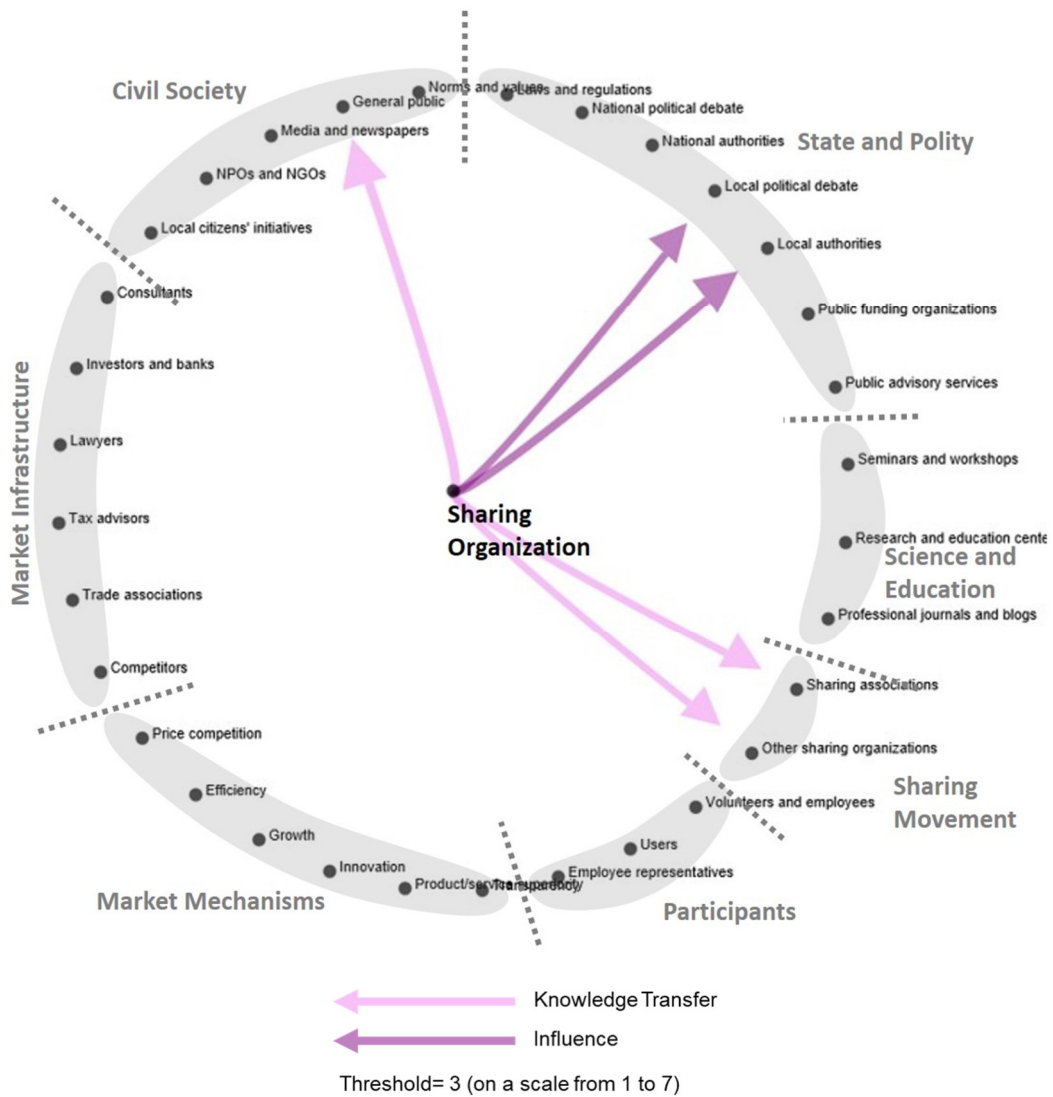 Civil Society
Norms and values
Laws and regulations
General public
National political debate
Media and newspapers
National authorities
State and Polity
NPOs and NGOs
Local political debate
Local citizens' initiatives
Local authorities
Consultants
Public funding organizations
Investors and banks
Public advisory services
Market Infrastructure
Lawyers
Seminars and workshops
Sharing
Organization
Tax advisors
Research and education cente
Science and
Education
Trade associations
Professional journals and blogs
Competitors
Sharing associations
Price competition
Other sharing organizations
Efficiency
Sharing
Movement
Volunteers and employees
Growth
Users
Innovation
Employee representatives
Product/service
Transparency
Market Mechanisms
Participants
Knowledge Transfer
Influence
Threshold= 3 (on a scale from 1 to 7)